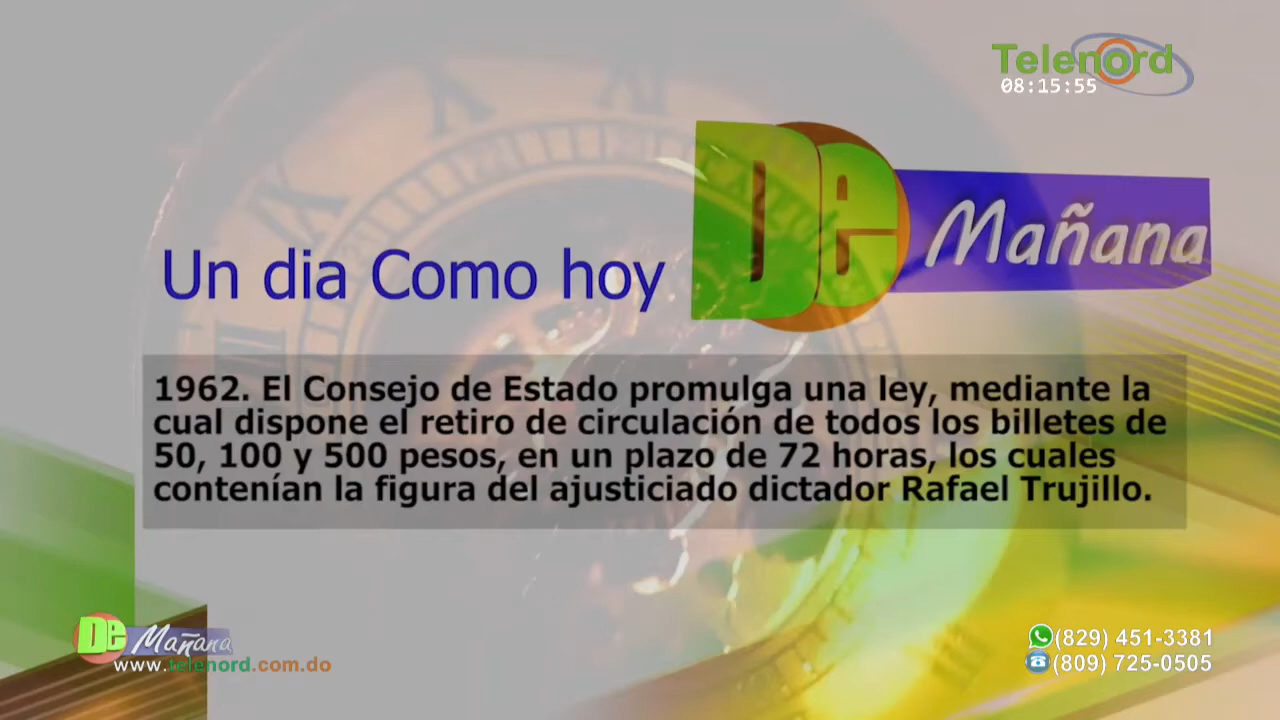 Telenord
08:15:55
De Mañana
Un dia Como hoy
1962. El Consejo de Estado promulga una ley, mediante la
cual dispone el retiro de circulación de todos los billetes de
50, 100 y 500 pesos, en un plazo de 72 horas, los cuales
contenían la figura del ajusticiado dictador Rafael Trujillo.
De Mañana
www.telenord.com.do
(829) 451-3381
(809) 725-0505